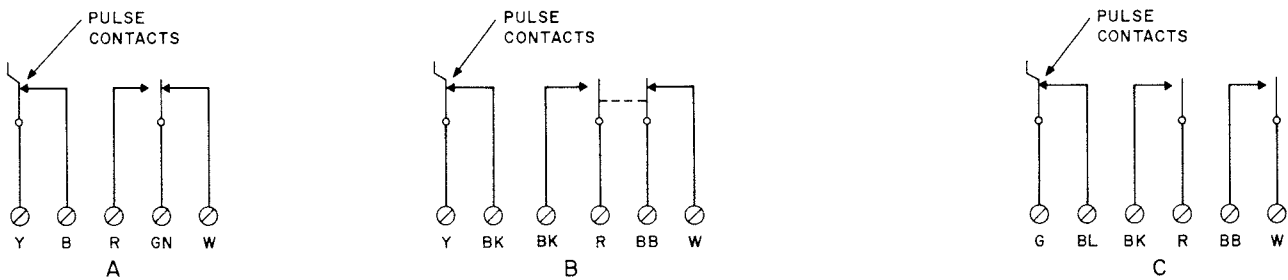 PULSE
CONTACTS
Y B R GN W
A
PULSE
CONTACTS
Y BK BK R BB W
B
PULSE
CONTACTS
G BL BK R BB W
C